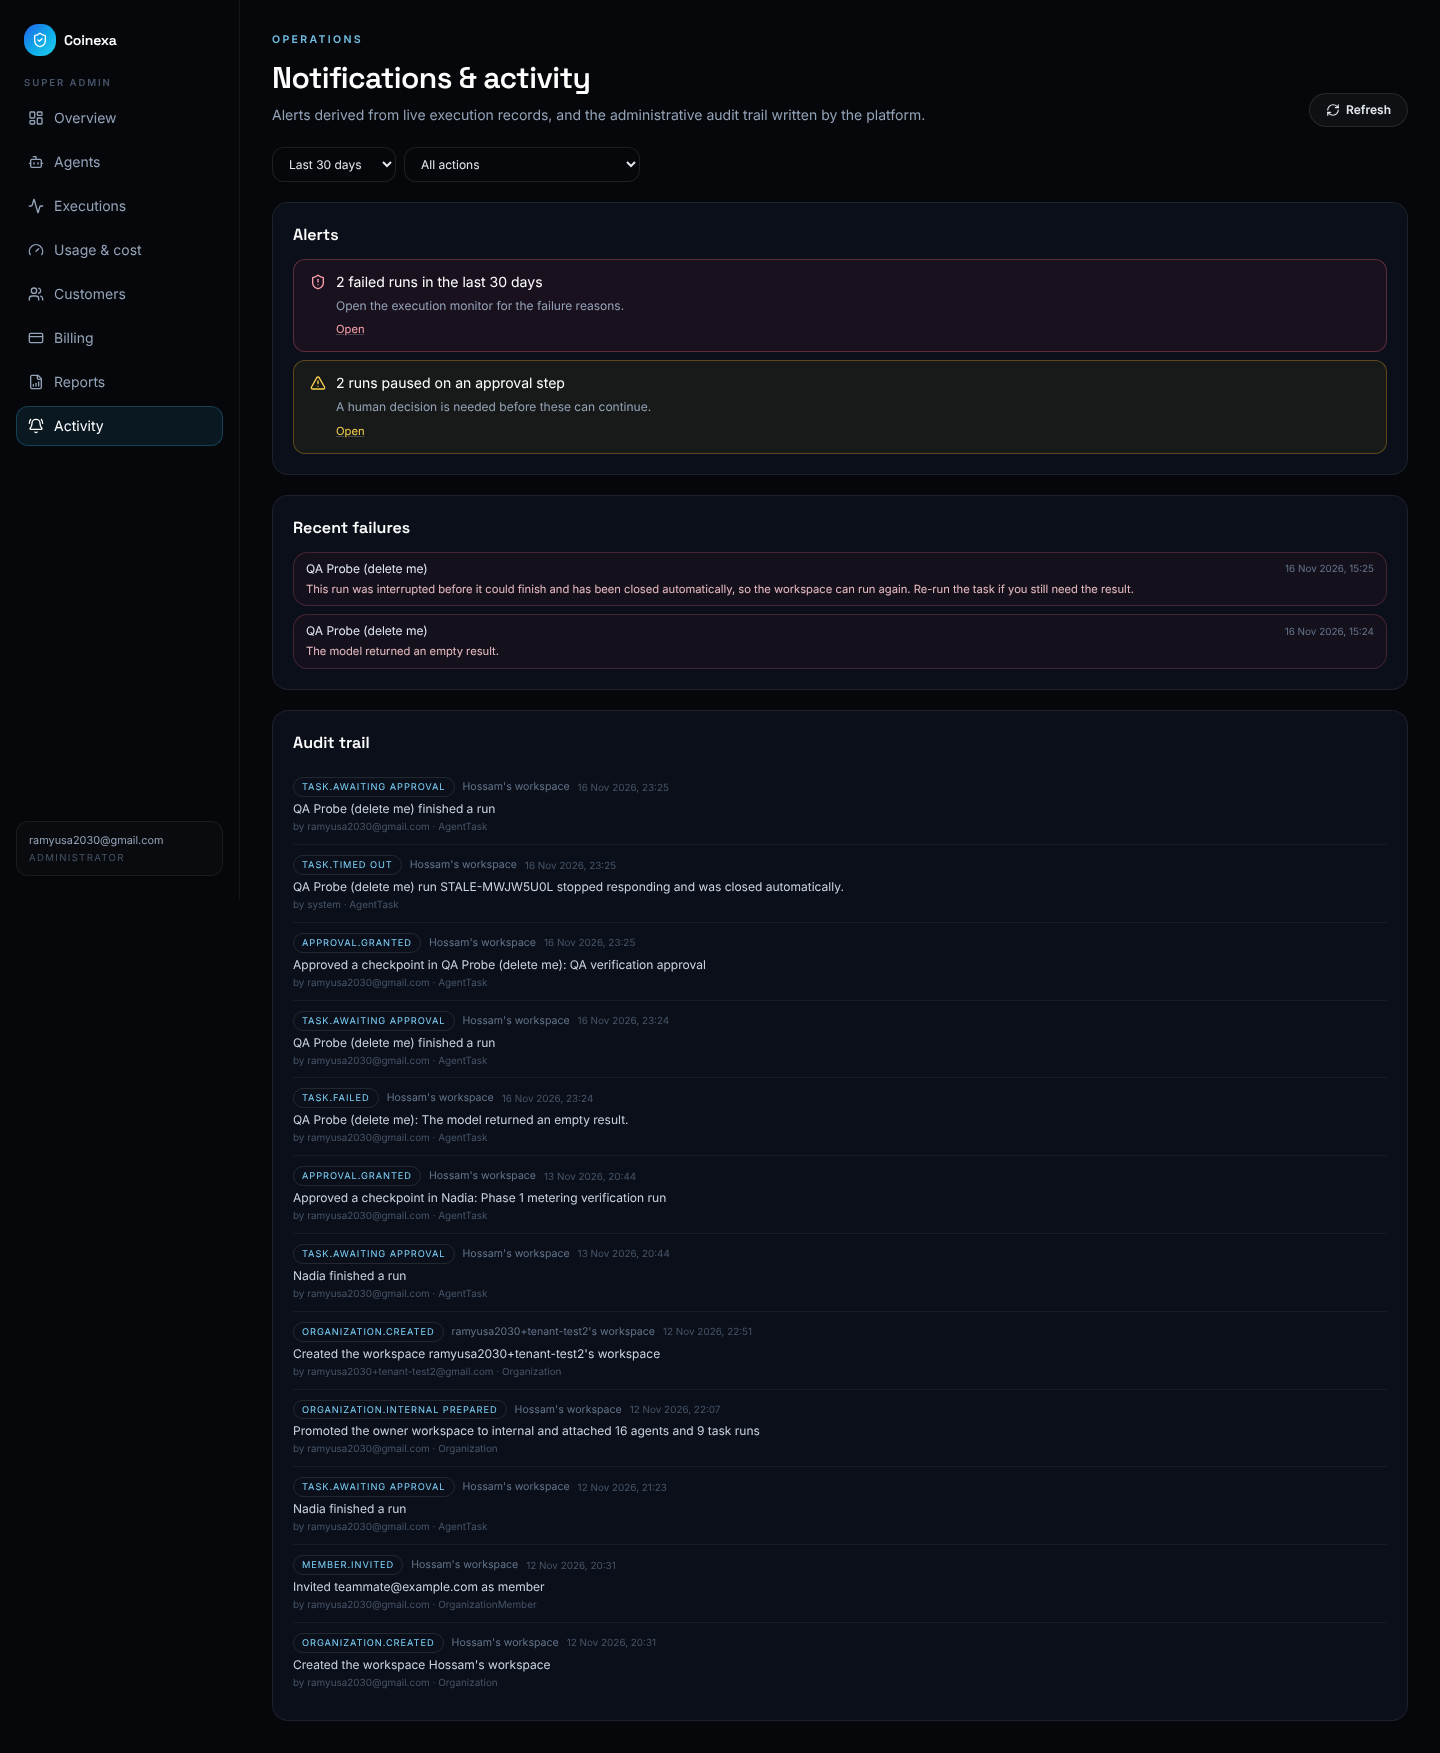 Coinexa
SUPER ADMIN
Overview
Agents
Executions
Usage & cost
Customers
Billing
Reports
Activity
ramyusa2030@gmail.com
ADMINISTRATOR
OPERATIONS
Notifications & activity
Alerts derived from live execution records, and the administrative audit trail written by the platform.
Refresh
Last 30 days
All actions
Alerts
2 failed runs in the last 30 days
Open the execution monitor for the failure reasons.
Open
2 runs paused on an approval step
A human decision is needed before these can continue.
Open
Recent failures
QA Probe (delete me) 16 Nov 2026, 15:25
This run was interrupted before it could finish and has been closed automatically, so the workspace can run again. Re-run the task if you still need the result.
QA Probe (delete me) 16 Nov 2026, 15:24
The model returned an empty result.
Audit trail
TASK.AWAITING APPROVAL Hossam's workspace 16 Nov 2026, 23:25
QA Probe (delete me) finished a run
by ramyusa2030@gmail.com · AgentTask
TASK.TIMED OUT Hossam's workspace 16 Nov 2026, 23:25
QA Probe (delete me) run STALE-MWJW5U0L stopped responding and was closed automatically.
by system · AgentTask
APPROVAL.GRANTED Hossam's workspace 16 Nov 2026, 23:25
Approved a checkpoint in QA Probe (delete me): QA verification approval
by ramyusa2030@gmail.com · AgentTask
TASK.AWAITING APPROVAL Hossam's workspace 16 Nov 2026, 23:24
QA Probe (delete me) finished a run
by ramyusa2030@gmail.com · AgentTask
TASK.FAILED Hossam's workspace 16 Nov 2026, 23:24
QA Probe (delete me): The model returned an empty result.
by ramyusa2030@gmail.com · AgentTask
APPROVAL.GRANTED Hossam's workspace 13 Nov 2026, 20:44
Approved a checkpoint in Nadia: Phase 1 metering verification run
by ramyusa2030@gmail.com · AgentTask
TASK.AWAITING APPROVAL Hossam's workspace 13 Nov 2026, 20:44
Nadia finished a run
by ramyusa2030@gmail.com · AgentTask
ORGANIZATION.CREATED ramyusa2030+tenant-test2's workspace 12 Nov 2026, 22:51
Created the workspace ramyusa2030+tenant-test2's workspace
by ramyusa2030+tenant-test2@gmail.com · Organization
ORGANIZATION.INTERNAL PREPARED Hossam's workspace 12 Nov 2026, 22:07
Promoted the owner workspace to internal and attached 16 agents and 9 task runs
by ramyusa2030@gmail.com · Organization
TASK.AWAITING APPROVAL Hossam's workspace 12 Nov 2026, 21:23
Nadia finished a run
by ramyusa2030@gmail.com · AgentTask
MEMBER.INVITED Hossam's workspace 12 Nov 2026, 20:31
Invited teammate@example.com as member
by ramyusa2030@gmail.com · OrganizationMember
ORGANIZATION.CREATED Hossam's workspace 12 Nov 2026, 20:31
Created the workspace Hossam's workspace
by ramyusa2030@gmail.com · Organization